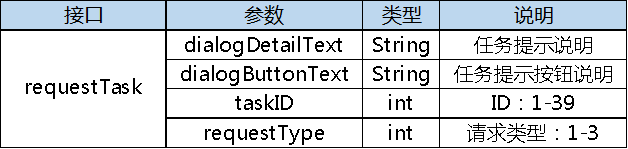 接口 参数 类型 说明
requestTask
dialogDetailText String 任务提示说明
dialogButtonText String 任务提示按钮说明
taskID int ID：1-39
requestType int 请求类型：1-3